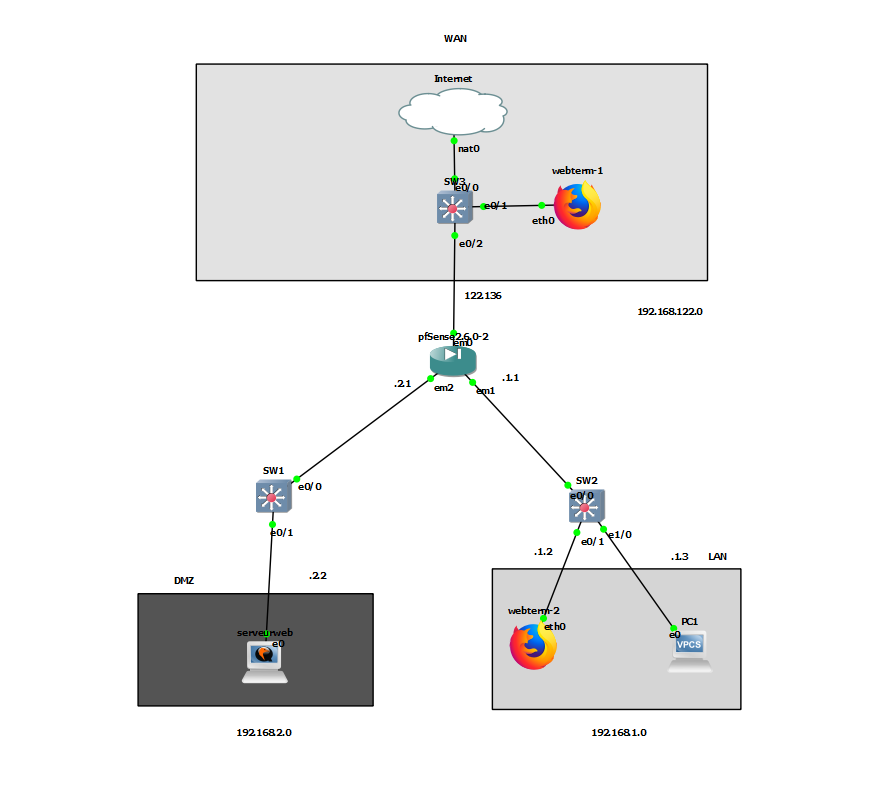 WAN
Internet
nat0
SW3
e0/0
webterm-1
e0/1
eth0
e0/2
122.136
192.168.122.0
pfSense2.6.0-2
em0
.2.1
em2
em1
.1.1
SW1
e0/0
SW2
e0/0
e0/1
e1/0
e0/1
.1.2
.1.3
LAN
DMZ
.2.2
webterm-2
eth0
PC1
e0
VPCS
serveurweb
e0
192.168.2.0
192.168.1.0